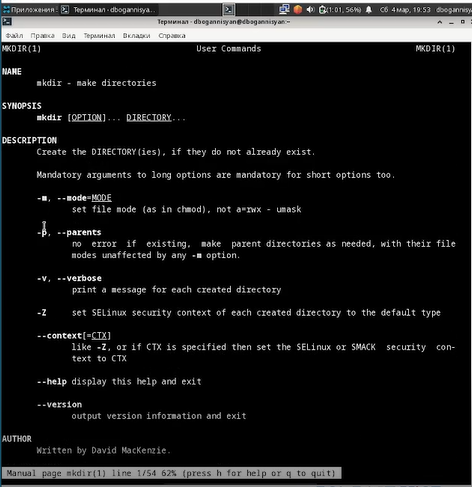 Приложения Терминал - dbogannisya... (1:01, 56%) Сб 4 мар, 19:53 dbogannisy
Терминал - dbogannisyan@dbogannisyan:~
Файл Правка Вид Терминал Вкладки Справка
MKDIR(1) User Commands MKDIR(1)
NAME
mkdir - make directories
SYNOPSIS
mkdir [OPTION]... DIRECTORY...
DESCRIPTION
Create the DIRECTORY(ies), if they do not already exist.
Mandatory arguments to long options are mandatory for short options too.
-m, --mode=MODE
set file mode (as in chmod), not a=rwx - umask
-p, --parents
no error if existing, make parent directories as needed, with their file
modes unaffected by any -m option.
-v, --verbose
print a message for each created directory
-Z set SELinux security context of each created directory to the default type
--context[=CTX]
like -Z, or if CTX is specified then set the SELinux or SMACK security con-
text to CTX
--help display this help and exit
--version
output version information and exit
AUTHOR
Written by David MacKenzie.
Manual page mkdir(1) line 1/54 62% (press h for help or q to quit)